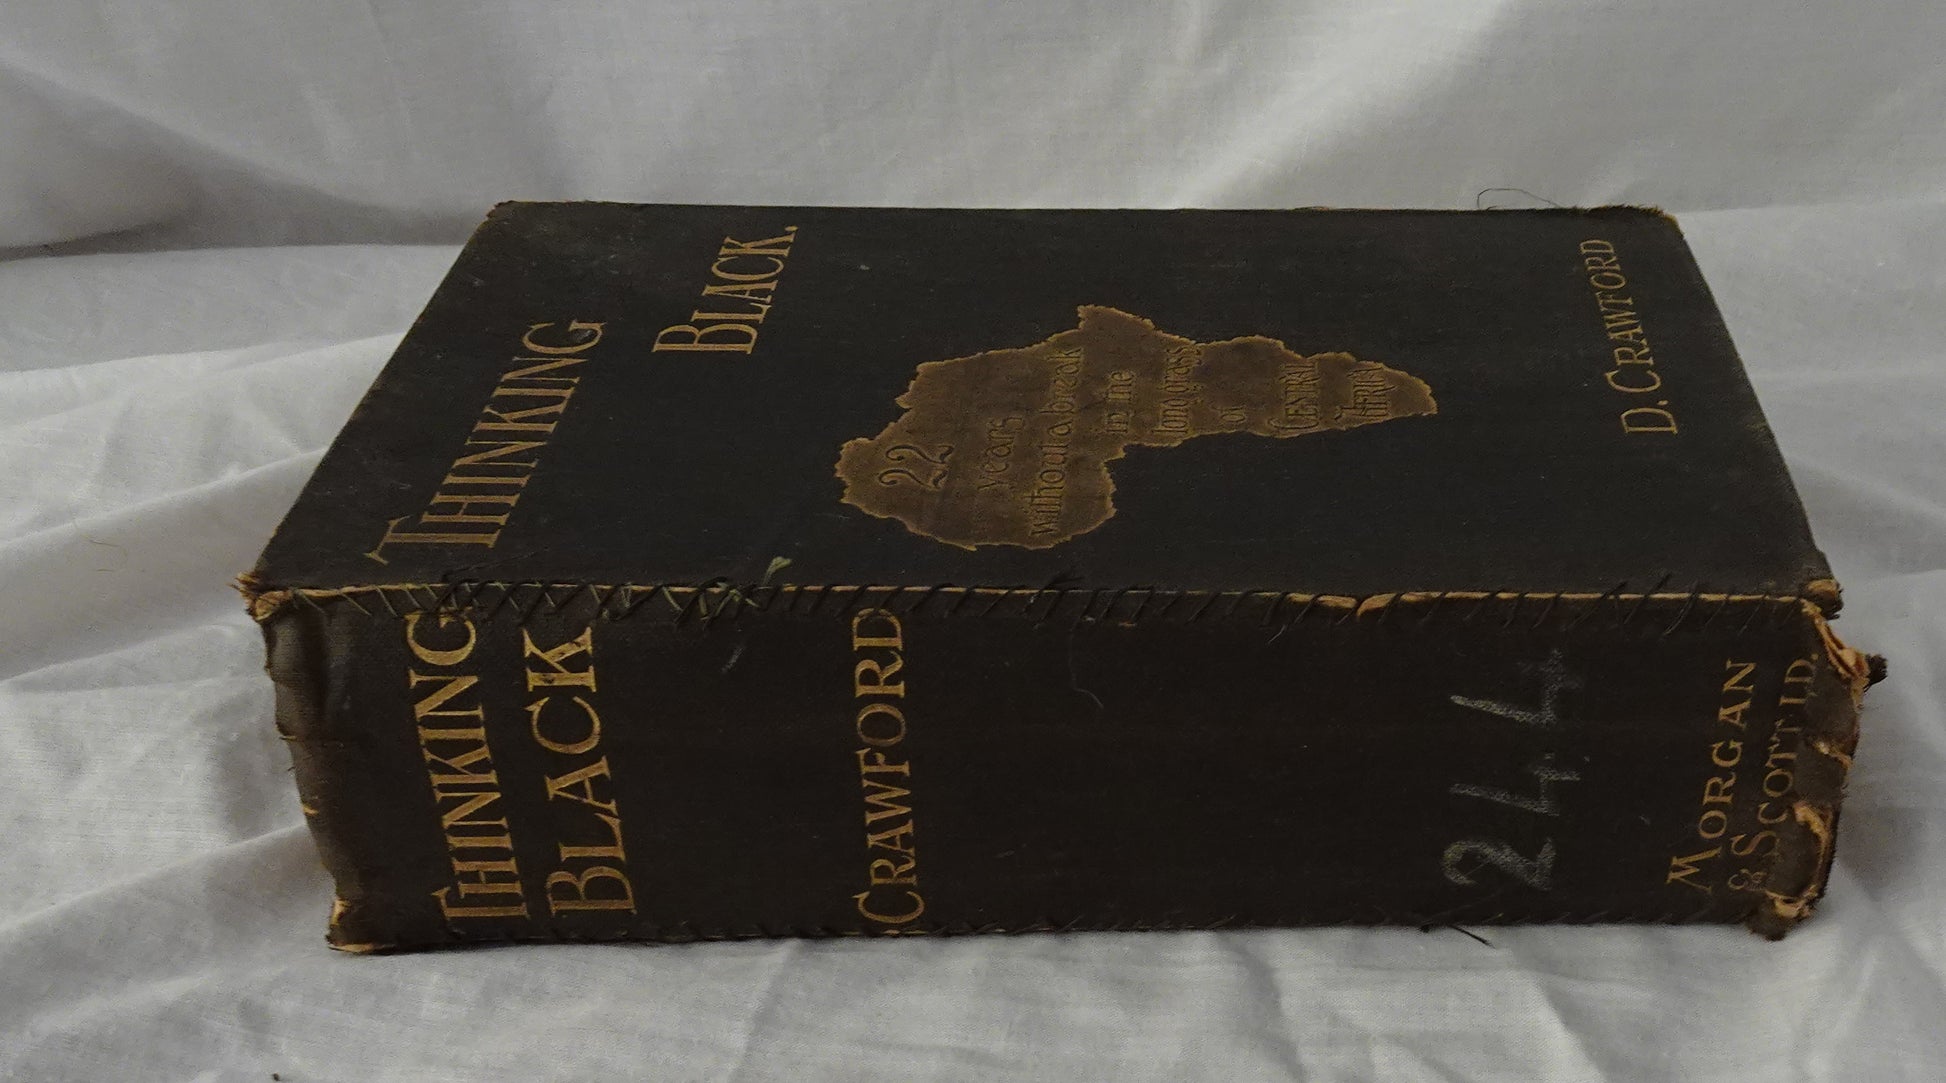 THINKING
BLACK.
22
years
without a break
in the
long grass
of
CENTRAL
AFRICA
D. CRAWFORD
THINKING
BLACK
CRAWFORD
244
MORGAN
& SCOTT LD.